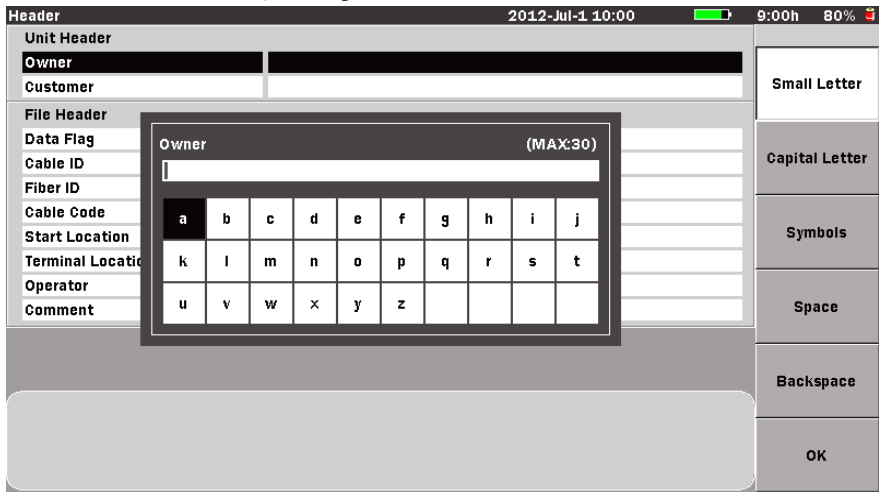 Header 2012-Jul-1 10:00 9:00h 80%
Unit Header
Owner
Customer
File Header
Data Flag
Cable ID
Fiber ID
Cable Code
Start Location
Terminal Locatio
Operator
Comment
Owner (MAX:30)
a b c d e f g h i j
k l m n o p q r s t
u v w x y z
Small Letter
Capital Letter
Symbols
Space
Backspace
OK